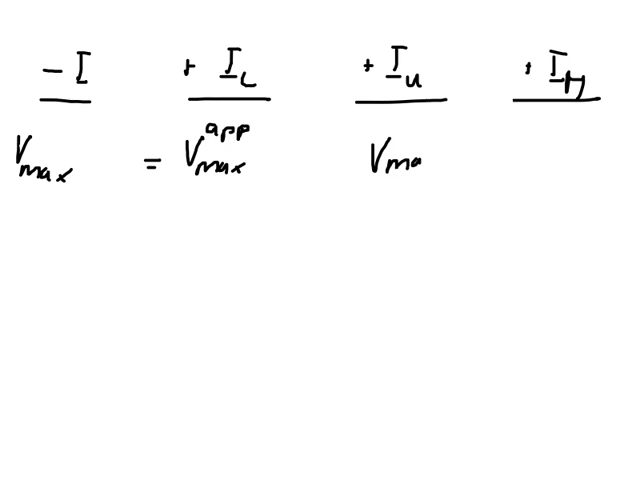 - I + I_c + I_u + I_M
V_max = V_max^app V_ma